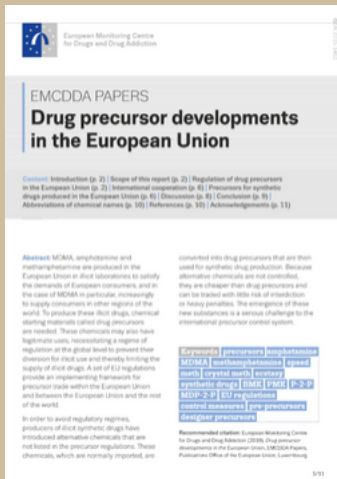 European Monitoring Centre
for Drugs and Drug Addiction
EMCDDA PAPERS
Drug precursor developments
in the European Union
Content: Introduction (p. 2) | Scope of this report (p. 2) | Regulation of drug precursors
in the European Union (p. 2) | International cooperation (p. 6) | Precursors for synthetic
drugs produced in the European Union (p. 6) | Discussion (p. 8) | Conclusion (p. 9) |
Abbreviations of chemical names (p. 10) | References (p. 10) | Acknowledgements (p. 11)
Abstract: MDMA, amphetamine and
methamphetamine are produced in the
European Union in illicit laboratories to satisfy
the demands of European consumers, and in
the case of MDMA in particular, increasingly
to supply consumers in other regions of the
world. To produce these illicit drugs, chemical
starting materials called drug precursors
are needed. These chemicals may also have
legitimate uses, necessitating a regime of
regulation at the global level to prevent their
diversion for illicit use and thereby limiting the
supply of illicit drugs. A set of EU regulations
provide an implementing framework for
precursor trade within the European Union
and between the European Union and the rest
of the world.
In order to avoid regulatory regimes,
producers of illicit synthetic drugs have
introduced alternative chemicals that are
not listed in the precursor regulations. These
chemicals, which are normally imported, are
converted into drug precursors that are then
used for synthetic drug production. Because
alternative chemicals are not controlled,
they are cheaper than drug precursors and
can be traded with little risk of interdiction
or heavy penalties. The emergence of these
new substances is a serious challenge to the
international precursor control system.
Keywords precursors amphetamine
MDMA methamphetamine speed
meth crystal meth ecstasy
synthetic drugs BMK PMK P-2-P
MDP-2-P EU regulations
control measures pre-precursors
designer precursors
Recommended citation: European Monitoring Centre
for Drugs and Drug Addiction (2019), Drug precursor
developments in the European Union, EMCDDA Papers,
Publications Office of the European Union, Luxembourg.
1/11